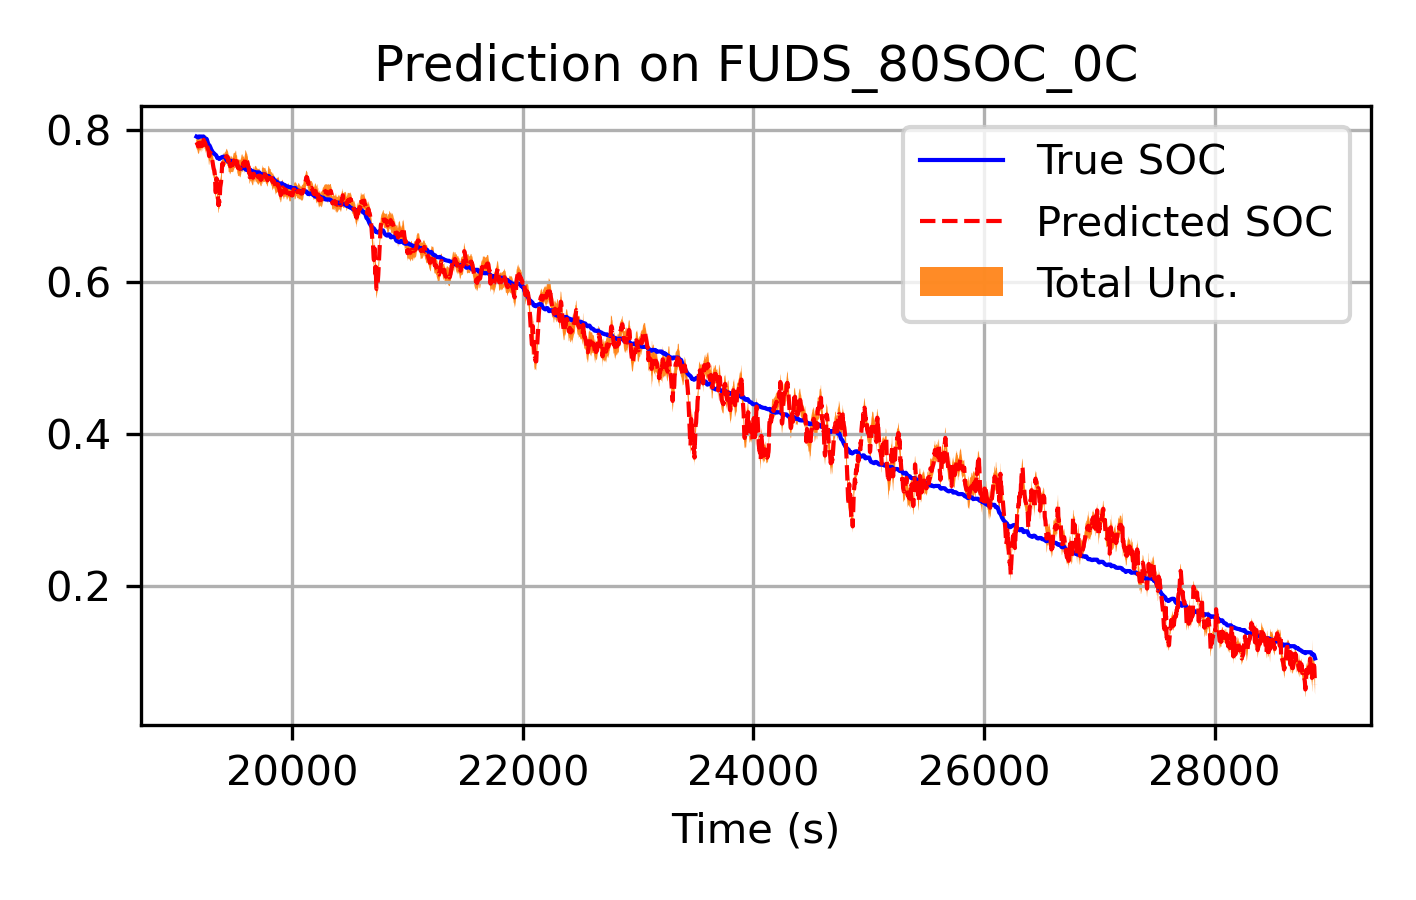 Prediction on FUDS_80SOC_0C
True SOC
Predicted SOC
Total Unc.
0.8
0.6
0.4
0.2
20000 22000 24000 26000 28000
Time (s)